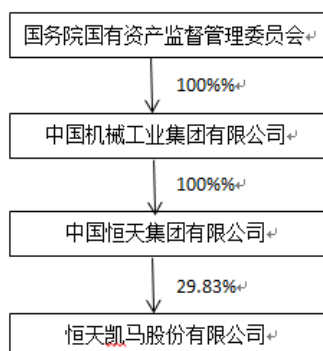 国务院国有资产监督管理委员会
100%%
中国机械工业集团有限公司
100%%
中国恒天集团有限公司
29.83%
恒天凯马股份有限公司